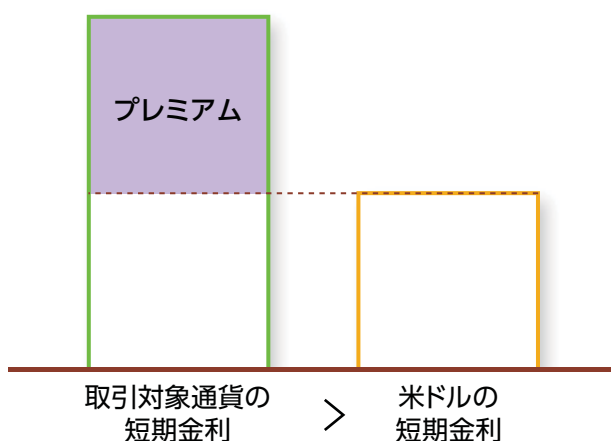 プレミアム
取引対象通貨の
短期金利
>
米ドルの
短期金利